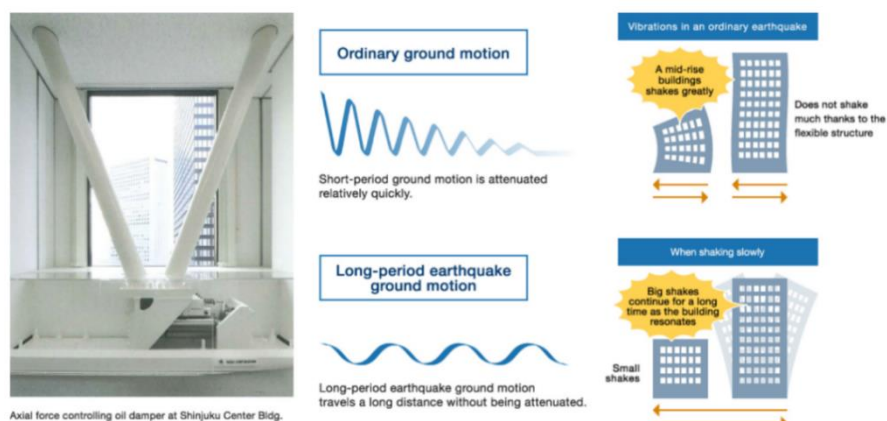 Axial force controlling oil damper at Shinjuku Center Bldg.
Ordinary ground motion
Short-period ground motion is attenuated
relatively quickly.
Long-period earthquake
ground motion
Long-period earthquake ground motion
travels a long distance without being attenuated.
Vibrations in an ordinary earthquake
A mid-rise
buildings
shakes greatly
Does not shake
much thanks to the
flexible structure
When shaking slowly
Big shakes
continue for a long
time as the building
resonates
Small
shakes